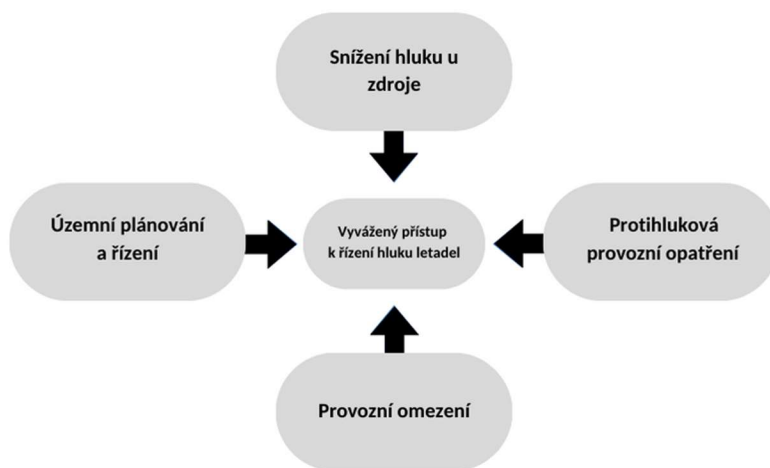 Snížení hluku u
zdroje
Územní plánování
a řízení
Vyvážený přístup
k řízení hluku letadel
Protihluková
provozní opatření
Provozní omezení